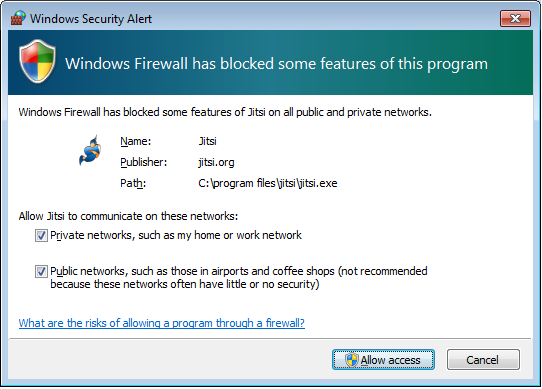 Windows Security Alert
Windows Firewall has blocked some features of this program
Windows Firewall has blocked some features of Jitsi on all public and private networks.
Name: Jitsi
Publisher: jitsi.org
Path: C:\program files\jitsi\jitsi.exe
Allow Jitsi to communicate on these networks:
Private networks, such as my home or work network
Public networks, such as those in airports and coffee shops (not recommended
because these networks often have little or no security)
What are the risks of allowing a program through a firewall?
Allow access Cancel